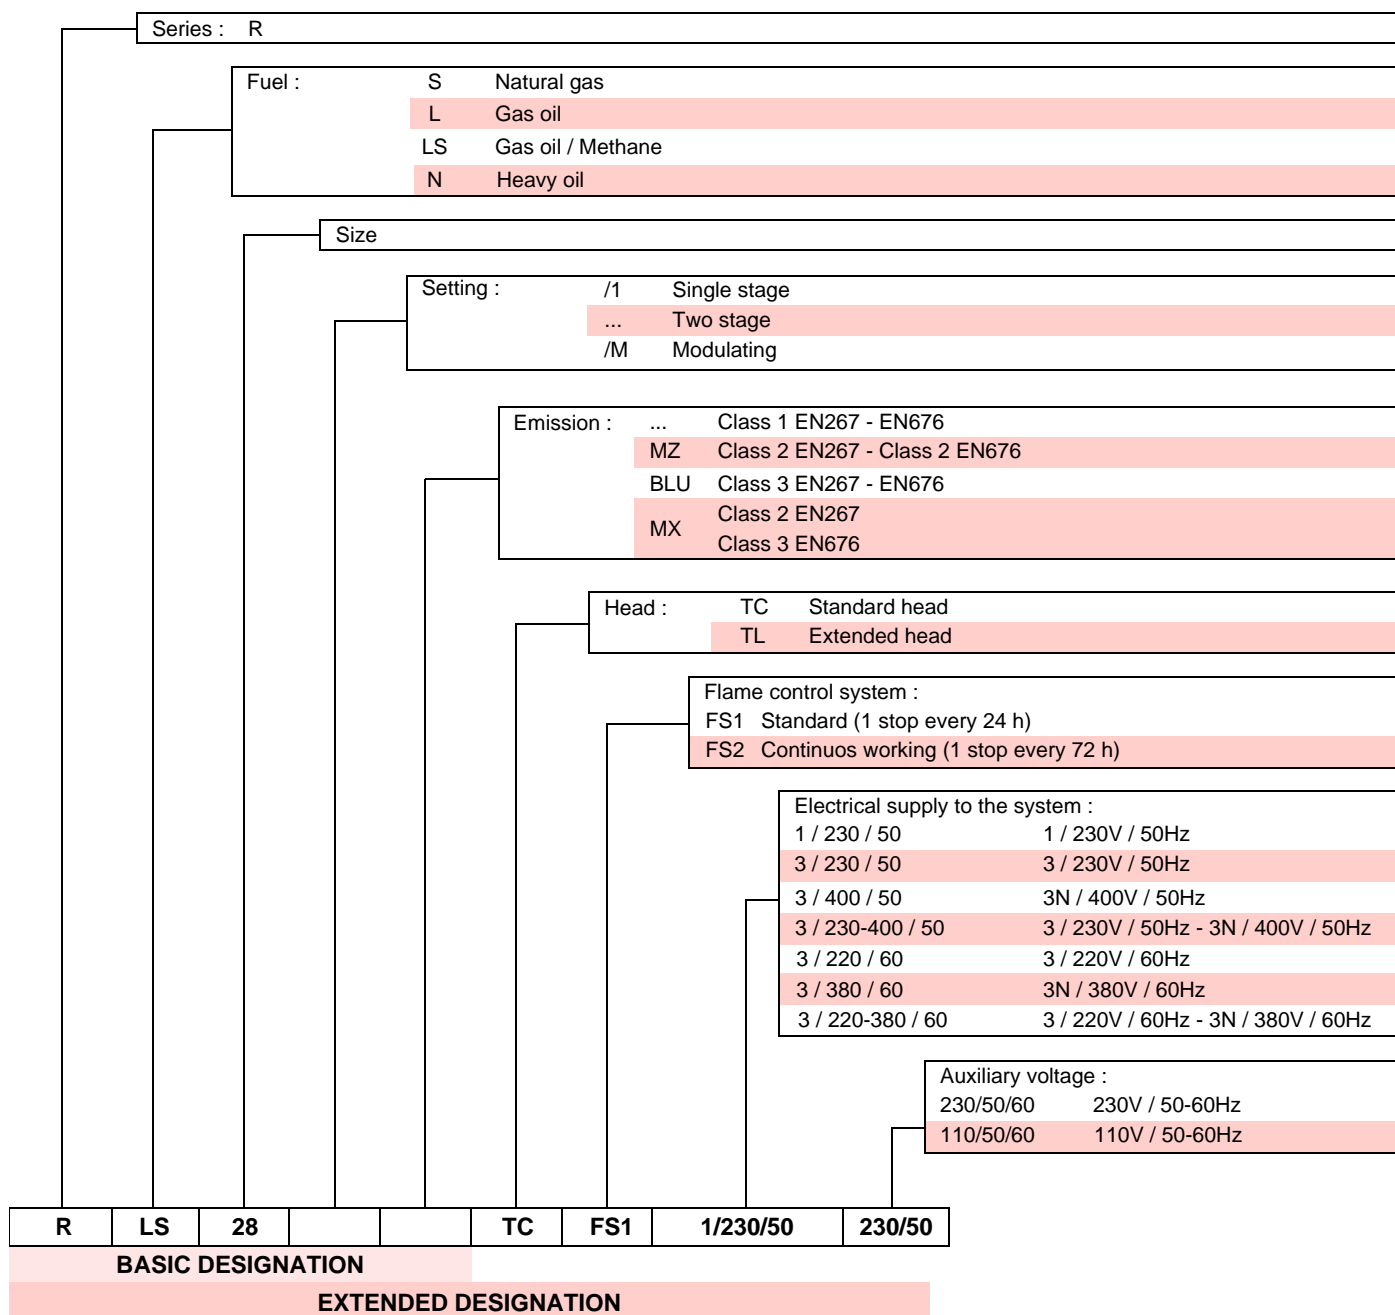 Series : R
Fuel : S Natural gas
L Gas oil
LS Gas oil / Methane
N Heavy oil
Size
Setting : /1 Single stage
... Two stage
/M Modulating
Emission : ... Class 1 EN267 - EN676
MZ Class 2 EN267 - Class 2 EN676
BLU Class 3 EN267 - EN676
MX Class 2 EN267
Class 3 EN676
Head : TC Standard head
TL Extended head
Flame control system :
FS1 Standard (1 stop every 24 h)
FS2 Continuos working (1 stop every 72 h)
Electrical supply to the system :
1 / 230 / 50 1 / 230V / 50Hz
3 / 230 / 50 3 / 230V / 50Hz
3 / 400 / 50 3N / 400V / 50Hz
3 / 230-400 / 50 3 / 230V / 50Hz - 3N / 400V / 50Hz
3 / 220 / 60 3 / 220V / 60Hz
3 / 380 / 60 3N / 380V / 60Hz
3 / 220-380 / 60 3 / 220V / 60Hz - 3N / 380V / 60Hz
Auxiliary voltage :
230/50/60 230V / 50-60Hz
110/50/60 110V / 50-60Hz
R LS 28 TC FS1 1/230/50 230/50
BASIC DESIGNATION
EXTENDED DESIGNATION